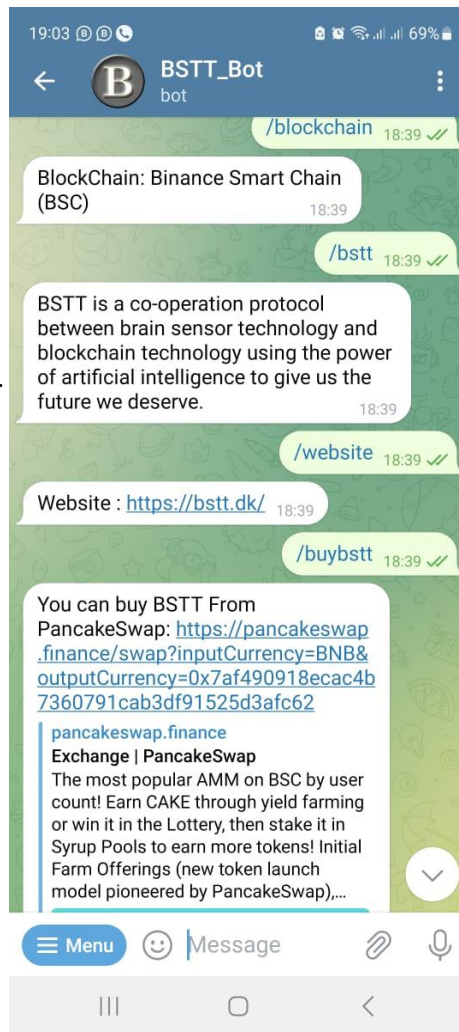 19:03
69%
BSTT_Bot
bot
/blockchain 18:39
BlockChain: Binance Smart Chain
(BSC) 18:39
/bstt 18:39
BSTT is a co-operation protocol
between brain sensor technology and
blockchain technology using the power
of artificial intelligence to give us the
future we deserve. 18:39
/website 18:39
Website : https://bstt.dk/ 18:39
/buybstt 18:39
You can buy BSTT From
PancakeSwap: https://pancakeswap
.finance/swap?inputCurrency=BNB&
outputCurrency=0x7af490918ecac4b
7360791cab3df91525d3afc62
pancakeswap.finance
Exchange | PancakeSwap
The most popular AMM on BSC by user
count! Earn CAKE through yield farming
or win it in the Lottery, then stake it in
Syrup Pools to earn more tokens! Initial
Farm Offerings (new token launch
model pioneered by PancakeSwap),...
Menu
Message